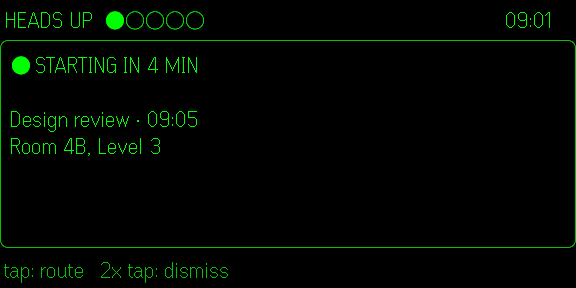 HEADS UP 09:01
STARTING IN 4 MIN
Design review · 09:05
Room 4B, Level 3
tap: route 2x tap: dismiss